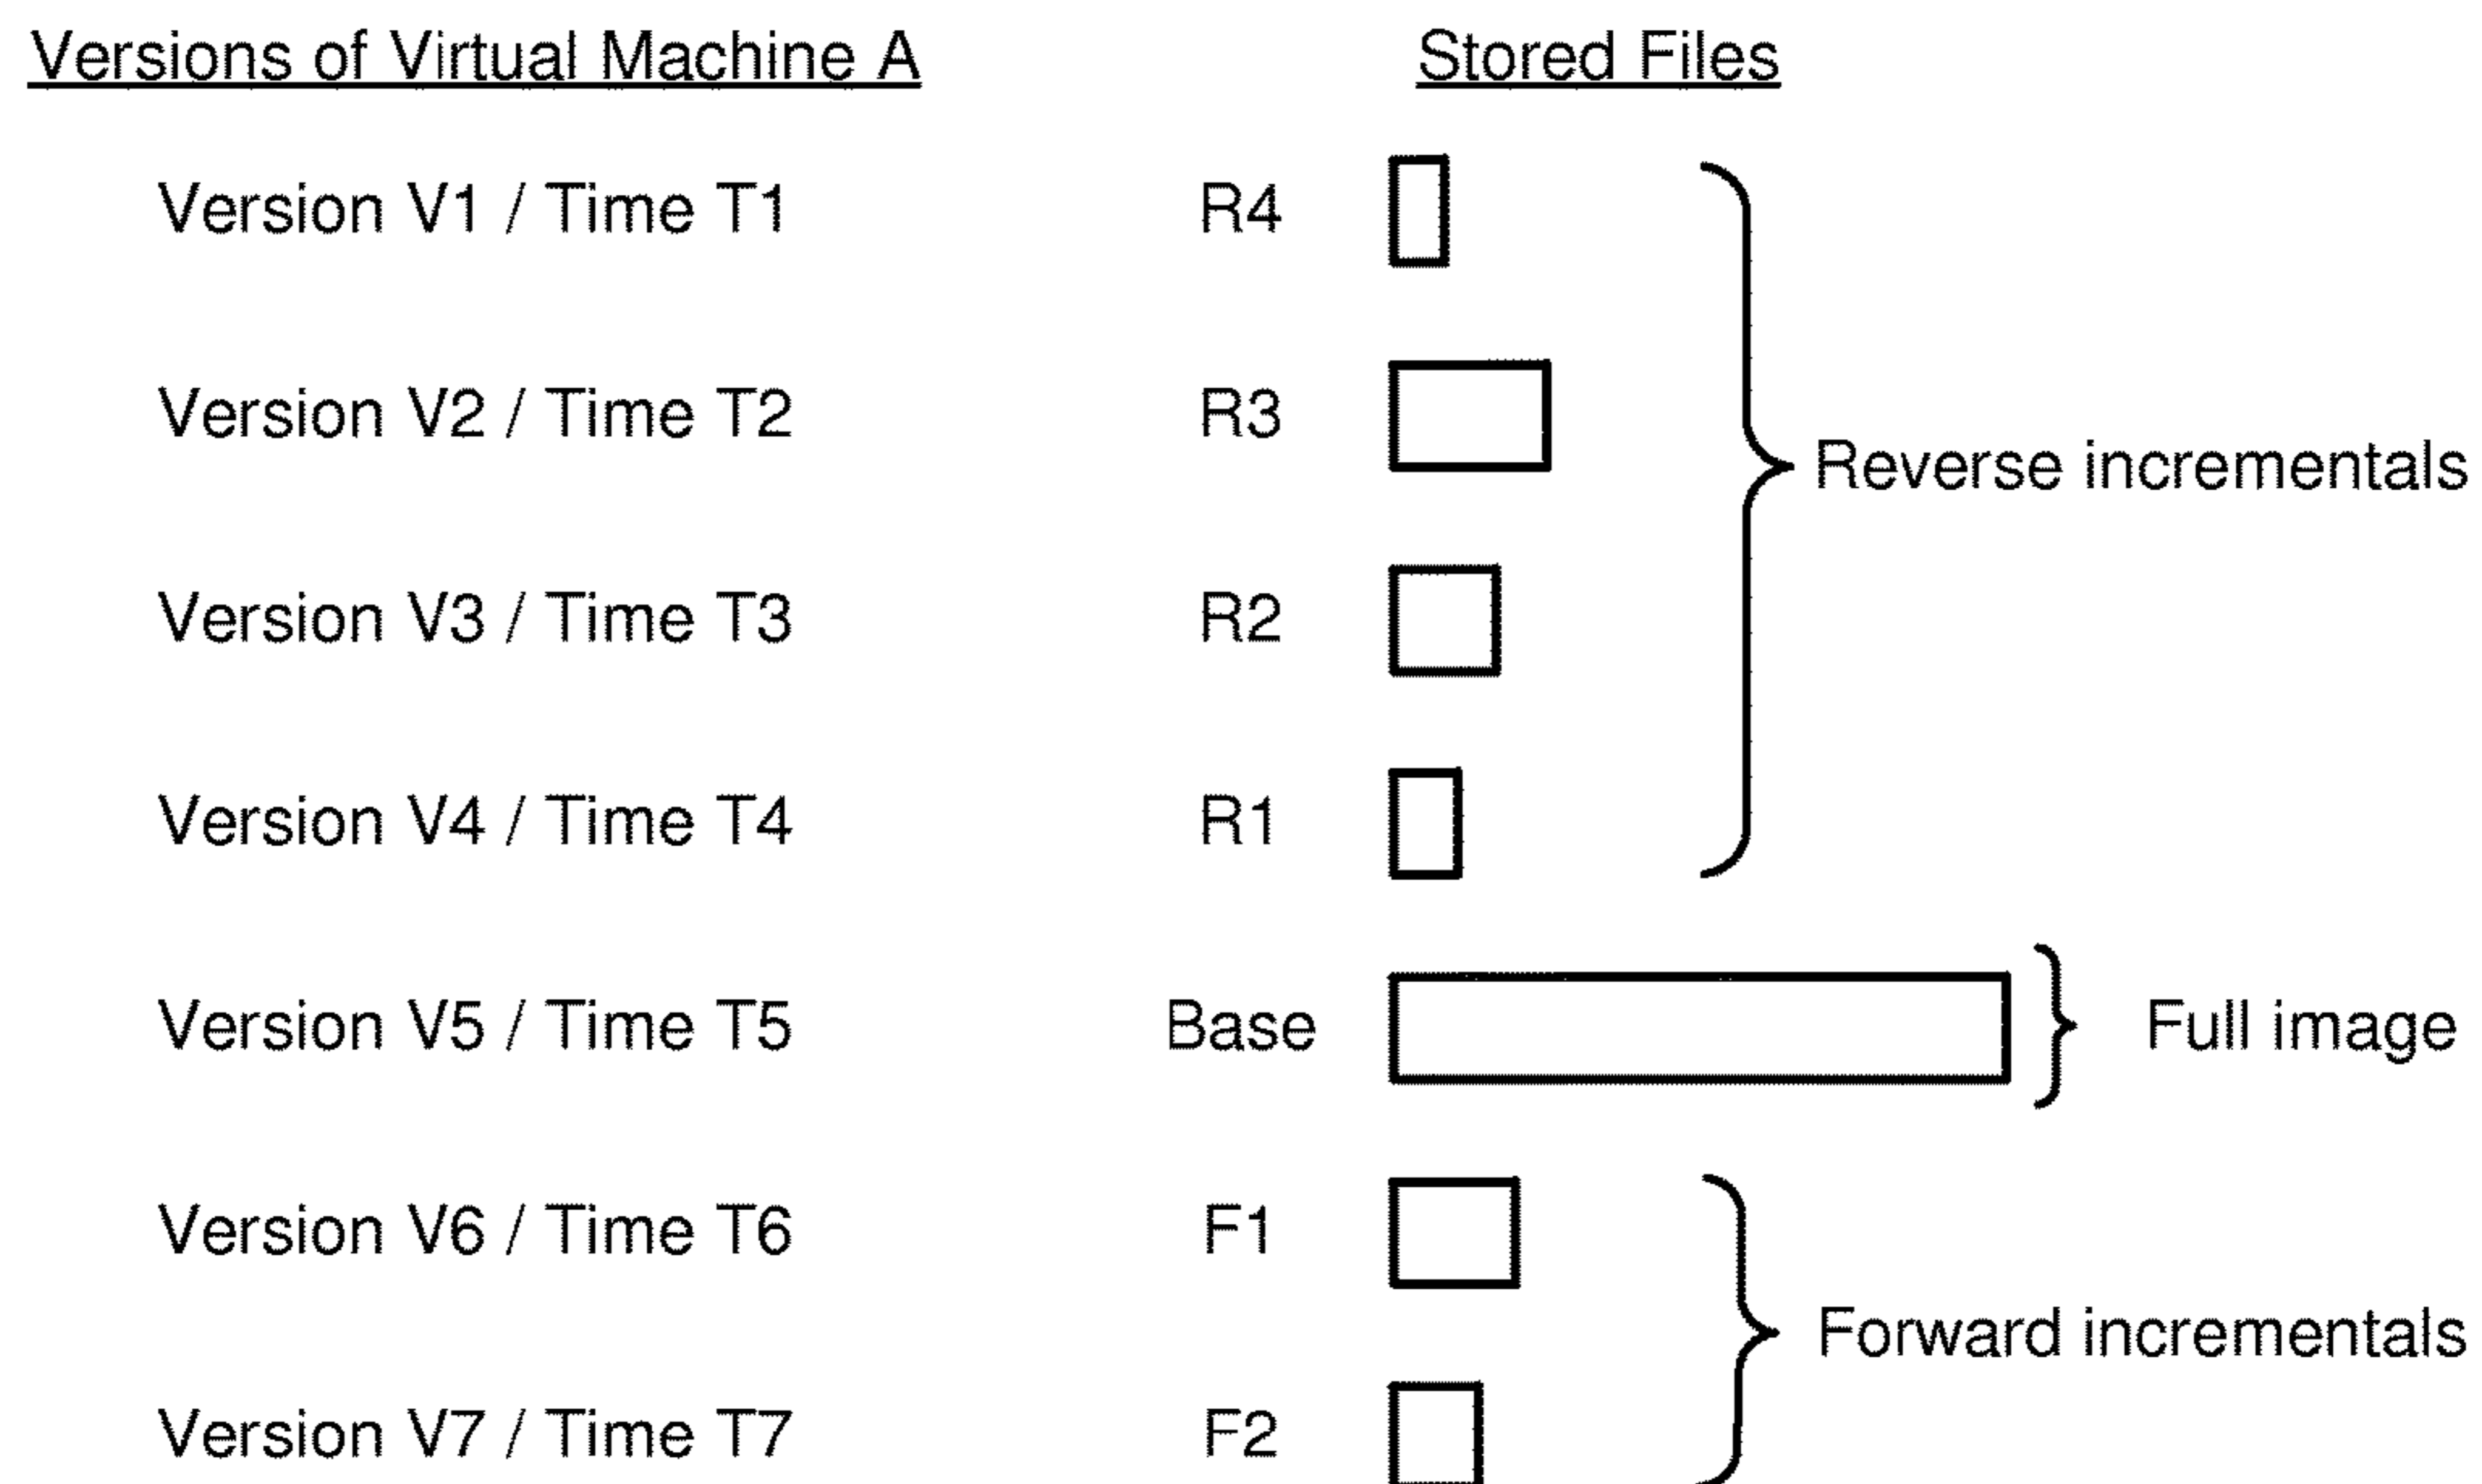 Versions of Virtual Machine A Stored Files
Version V1 / Time T1 R4
Version V2 / Time T2 R3
Reverse incrementals
Version V3 / Time T3 R2
Version V4 / Time T4 R1
Version V5 / Time T5 Base Full image
Version V6 / Time T6 F1
Forward incrementals
Version V7 / Time T7 F2